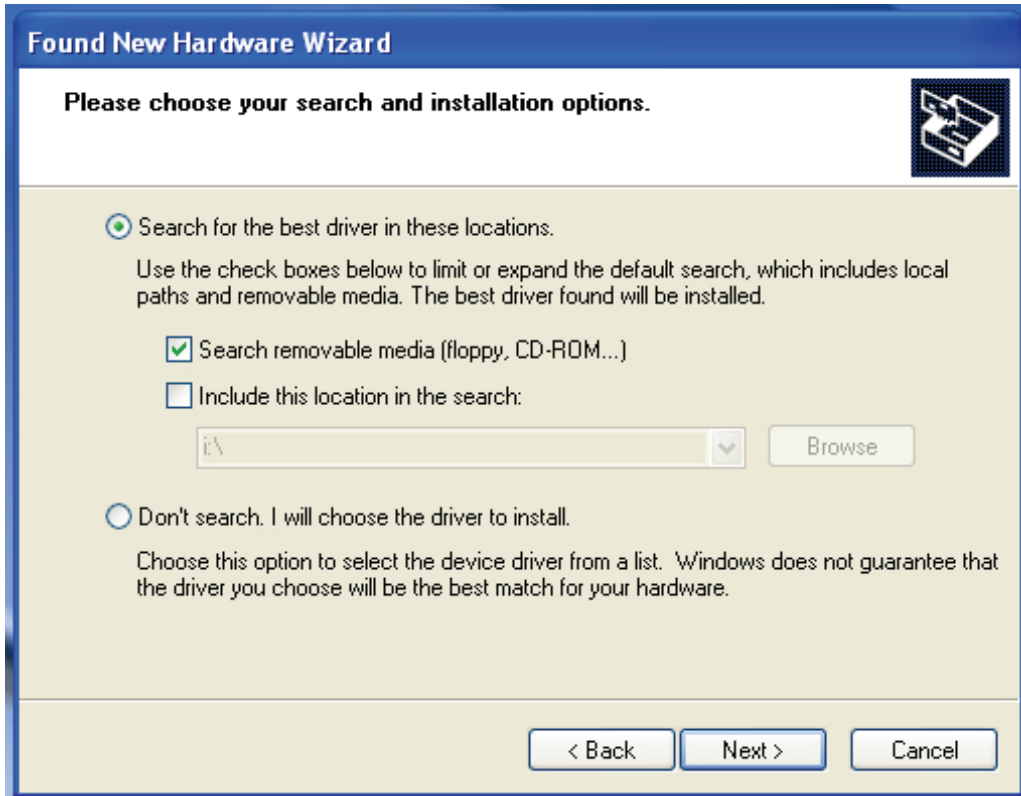 Found New Hardware Wizard
Please choose your search and installation options.
Search for the best driver in these locations.
Use the check boxes below to limit or expand the default search, which includes local
paths and removable media. The best driver found will be installed.
Search removable media (floppy, CD-ROM...)
Include this location in the search:
i:\
Browse
Don't search. I will choose the driver to install.
Choose this option to select the device driver from a list.  Windows does not guarantee that
the driver you choose will be the best match for your hardware.
< Back
Next >
Cancel